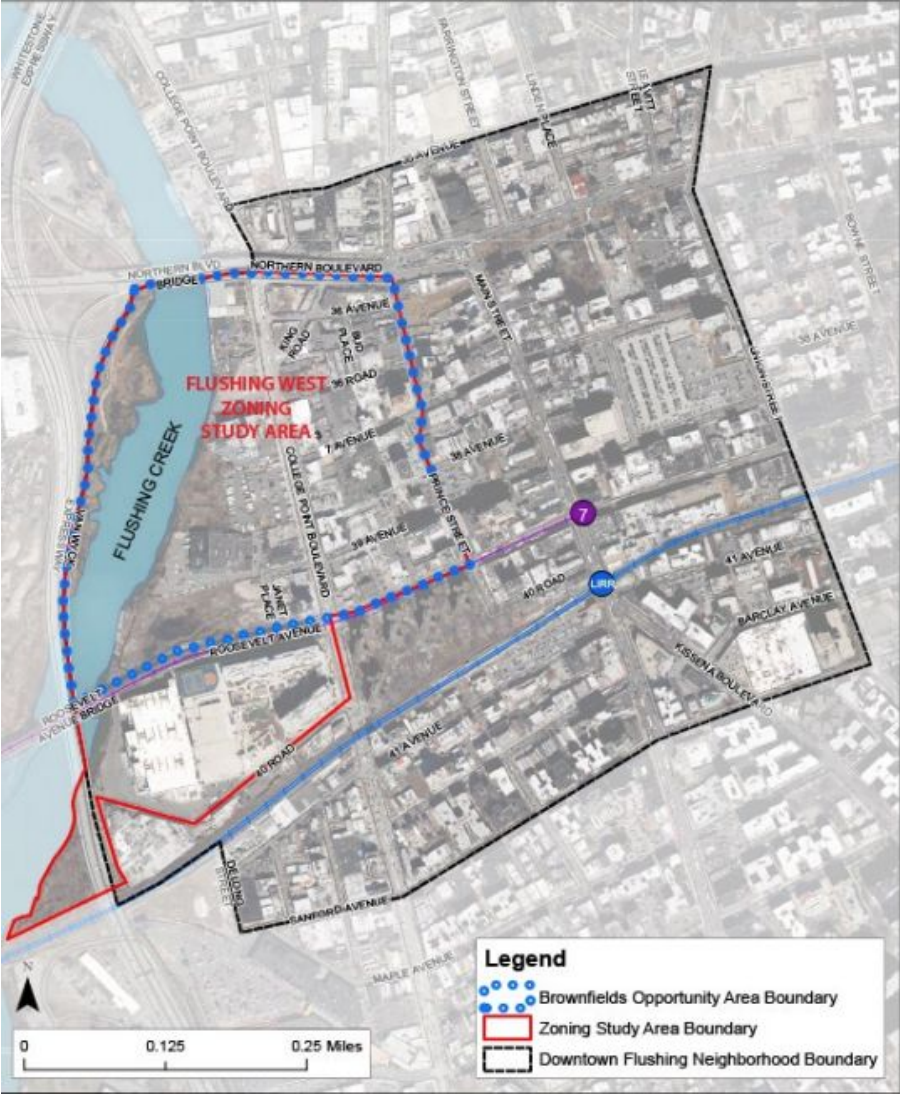 WHITESTONE
EXPRESSWAY
COLLEGE POINT BOULEVARD
FARRINGTON STREET
LINDEN PLACE
LEAVITT
STREET
BOWNE STREET
NORTHERN BLVD
BRIDGE
NORTHERN BOULEVARD
36 AVENUE
KING
ROAD
BUD
PLACE
MAIN STREET
38 AVENUE
UNION STREET
FLUSHING WEST
ZONING
STUDY AREA
36 ROAD
7 AVENUE
38 AVENUE
FLUSHING CREEK
COLLEGE POINT BOULEVARD
PRINCE STREET
VAN WYCK
EXPRESSWAY
39 AVENUE
7
JANET
PLACE
40 ROAD
LIRR
41 AVENUE
BARCLAY AVENUE
ROOSEVELT AVENUE
KISSENA BOULEVARD
ROOSEVELT
AVENUE BRIDGE
41 AVENUE
40 ROAD
DELONG
STREET
SANFORD AVENUE
MAPLE AVENUE
N
0 0.125 0.25 Miles
Legend
Brownfields Opportunity Area Boundary
Zoning Study Area Boundary
Downtown Flushing Neighborhood Boundary